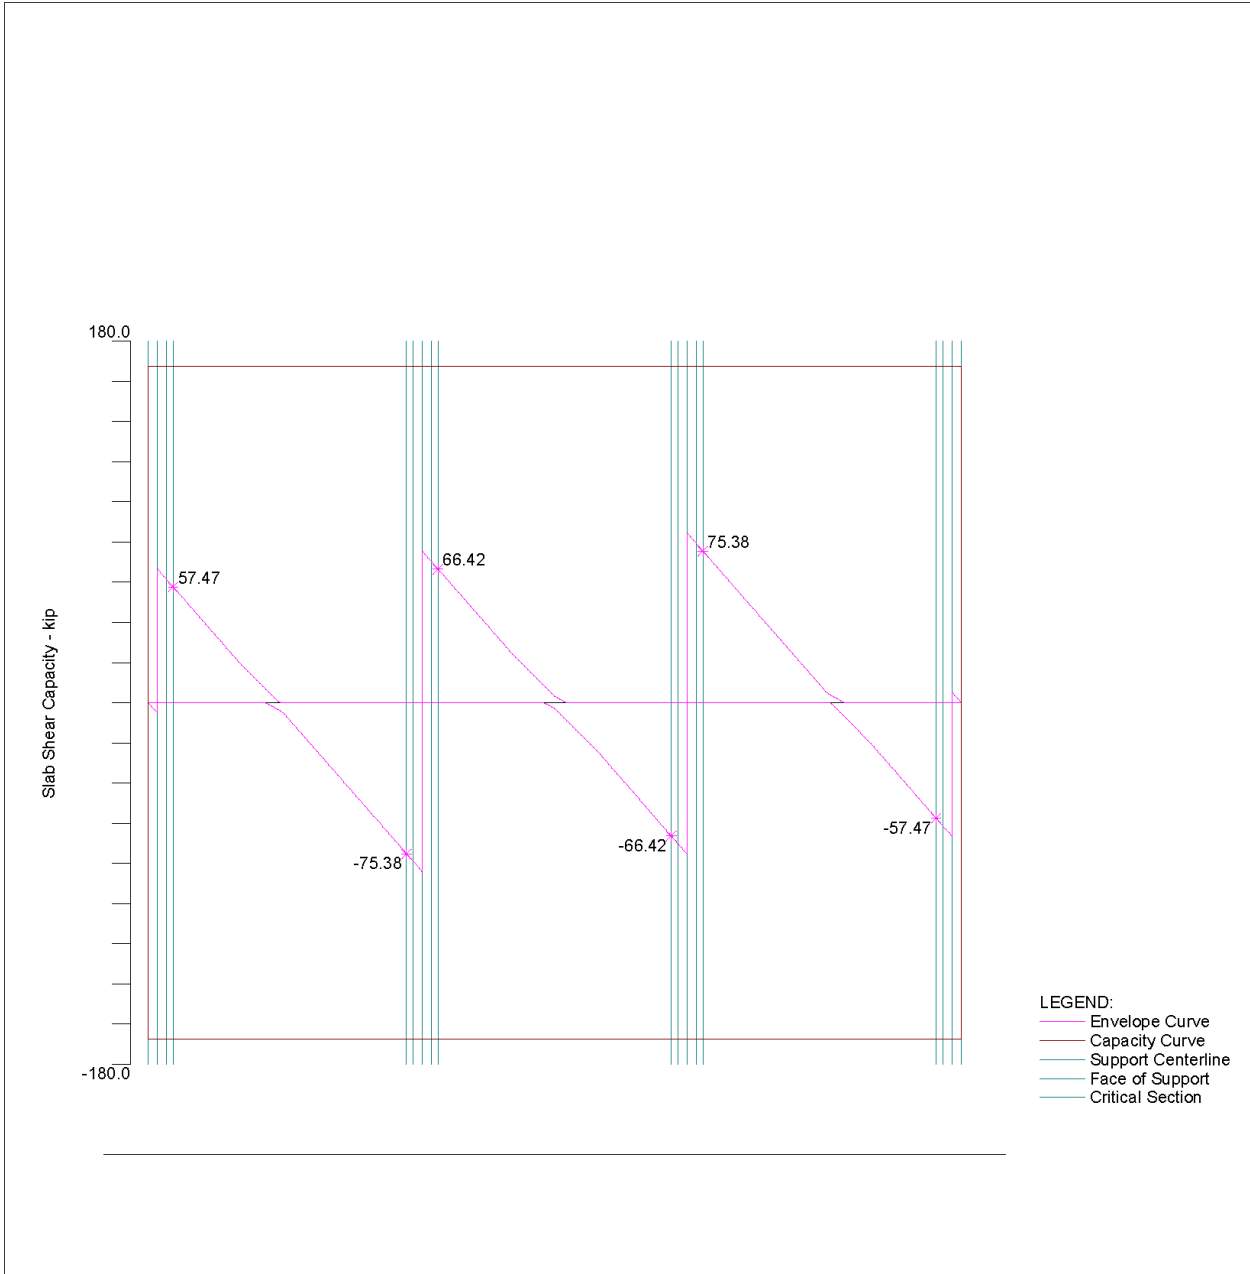 180.0
75.38
66.42
57.47
Slab Shear Capacity - kip
-57.47
-66.42
-75.38
-180.0
LEGEND:
Envelope Curve
Capacity Curve
Support Centerline
Face of Support
Critical Section